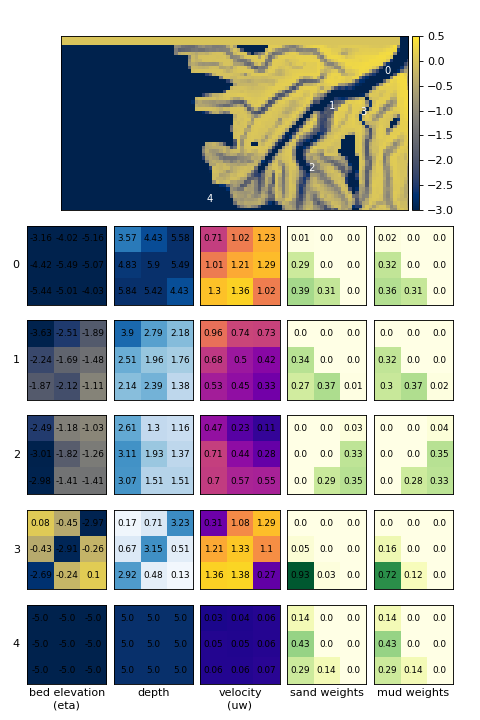 0.5
0.0
−0.5
−1.0
−1.5
−2.0
−2.5
−3.0
0
1
3
2
4
0
-3.16 -4.02 -5.16 3.57 4.43 5.58 0.71 1.02 1.23 0.01 0.0 0.0 0.02 0.0 0.0
-4.42 -5.49 -5.07 4.83 5.9 5.49 1.01 1.21 1.29 0.29 0.0 0.0 0.32 0.0 0.0
-5.44 -5.01 -4.03 5.84 5.42 4.43 1.3 1.36 1.02 0.39 0.31 0.0 0.36 0.31 0.0
1
-3.63 -2.51 -1.89 3.9 2.79 2.18 0.96 0.74 0.73 0.0 0.0 0.0 0.0 0.0 0.0
-2.24 -1.69 -1.48 2.51 1.96 1.76 0.68 0.5 0.42 0.34 0.0 0.0 0.32 0.0 0.0
-1.87 -2.12 -1.11 2.14 2.39 1.38 0.53 0.45 0.33 0.27 0.37 0.01 0.3 0.37 0.02
2
-2.49 -1.18 -1.03 2.61 1.3 1.16 0.47 0.23 0.11 0.0 0.0 0.03 0.0 0.0 0.04
-3.01 -1.82 -1.26 3.11 1.93 1.37 0.71 0.44 0.28 0.0 0.0 0.33 0.0 0.0 0.35
-2.98 -1.41 -1.41 3.07 1.51 1.51 0.7 0.57 0.55 0.0 0.29 0.35 0.0 0.28 0.33
3
0.08 -0.45 -2.97 0.17 0.71 3.23 0.31 1.08 1.29 0.0 0.0 0.0 0.0 0.0 0.0
-0.43 -2.91 -0.26 0.67 3.15 0.51 1.21 1.33 1.1 0.05 0.0 0.0 0.16 0.0 0.0
-2.69 -0.24 0.1 2.92 0.48 0.13 1.36 1.38 0.27 0.93 0.03 0.0 0.72 0.12 0.0
4
-5.0 -5.0 -5.0 5.0 5.0 5.0 0.03 0.04 0.06 0.14 0.0 0.0 0.14 0.0 0.0
-5.0 -5.0 -5.0 5.0 5.0 5.0 0.05 0.05 0.06 0.43 0.0 0.0 0.43 0.0 0.0
-5.0 -5.0 -5.0 5.0 5.0 5.0 0.06 0.06 0.07 0.29 0.14 0.0 0.29 0.14 0.0
bed elevation depth velocity sand weights mud weights
(eta) (uw)